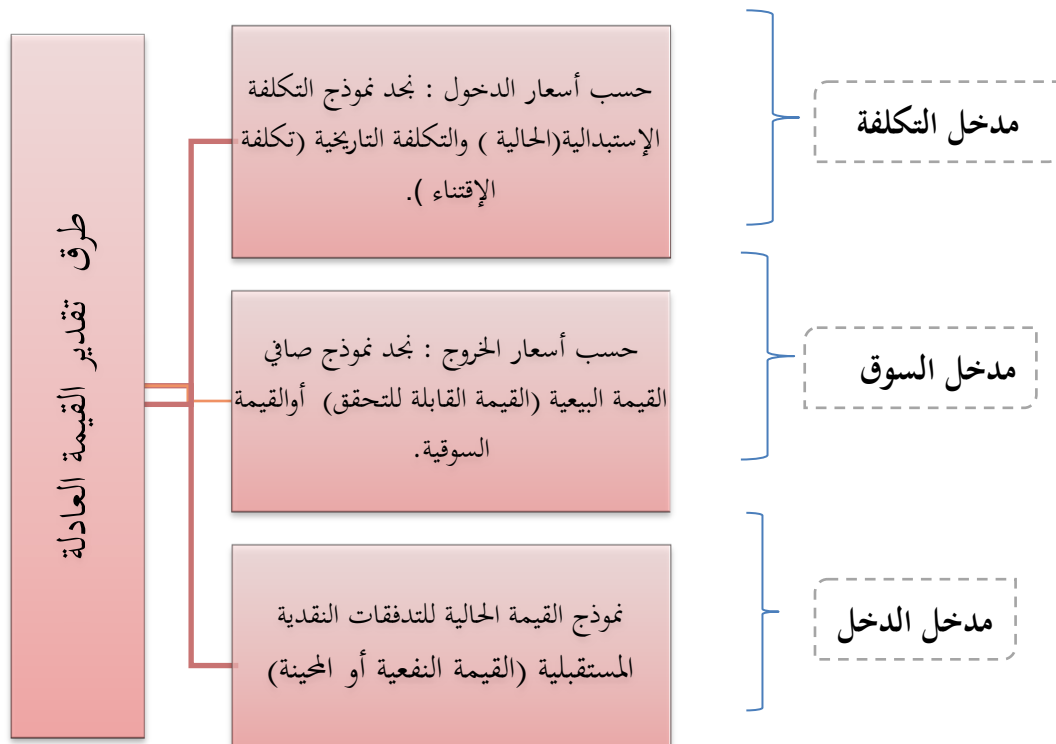 طرق تقدير القيمة العادلة
مدخل التكلفة
حسب أسعار الدخول : نجد نموذج التكلفة
الإستبدالية(الحالية ) والتكلفة التاريخية (تكلفة
الإقتناء ).
مدخل السوق
حسب أسعار الخروج : نجد نموذج صافي
القيمة البيعية (القيمة القابلة للتحقق) أوالقيمة
السوقية.
مدخل الدخل
نموذج القيمة الحالية للتدفقات النقدية
المستقبلية (القيمة النفعية أو المحينة)